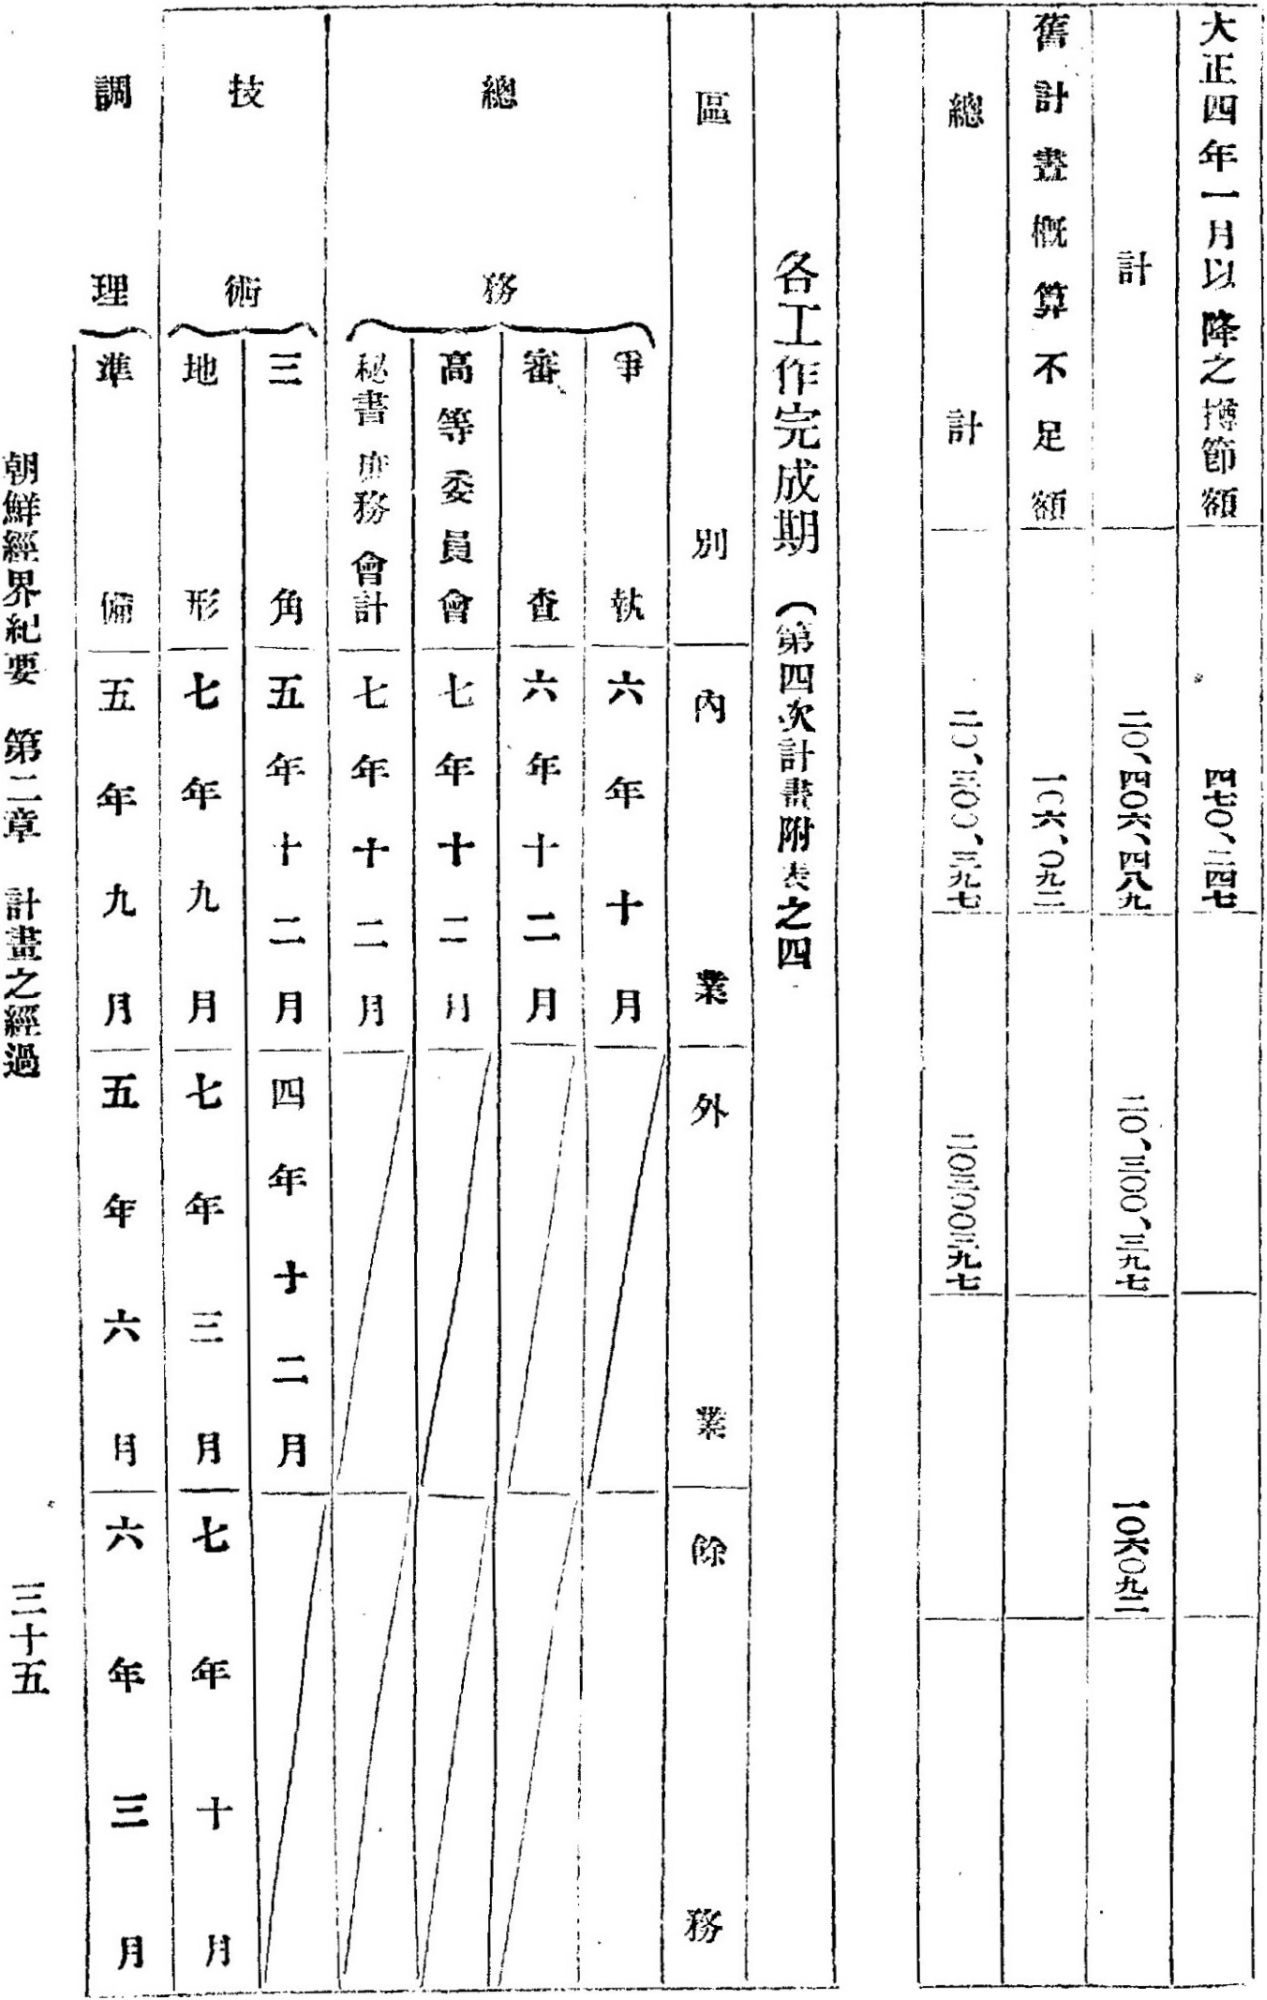 大正四年一月以降之撙節額 四七〇、二四七
計 二〇、四〇六、四八九 二〇、三〇〇、三九七 一〇六〇九二
舊計畫概算不足額 一〇六、〇九二
總計 二〇、三〇〇、三九七 二〇三〇〇三九七
各工作完成期 (第四次計畫附表之四
區別 內業 外業 餘務
總務
爭執 六年十月
審查 六年十二月
高等委員會 七年十二月
秘書庶務會計 七年十二月
技術
三角 五年十二月 四年十二月
地形 七年九月 七年三月 七年十月
調理
準備 五年九月 五年六月 六年三月
朝鮮經界紀要 第二章 計畫之經過 三十五